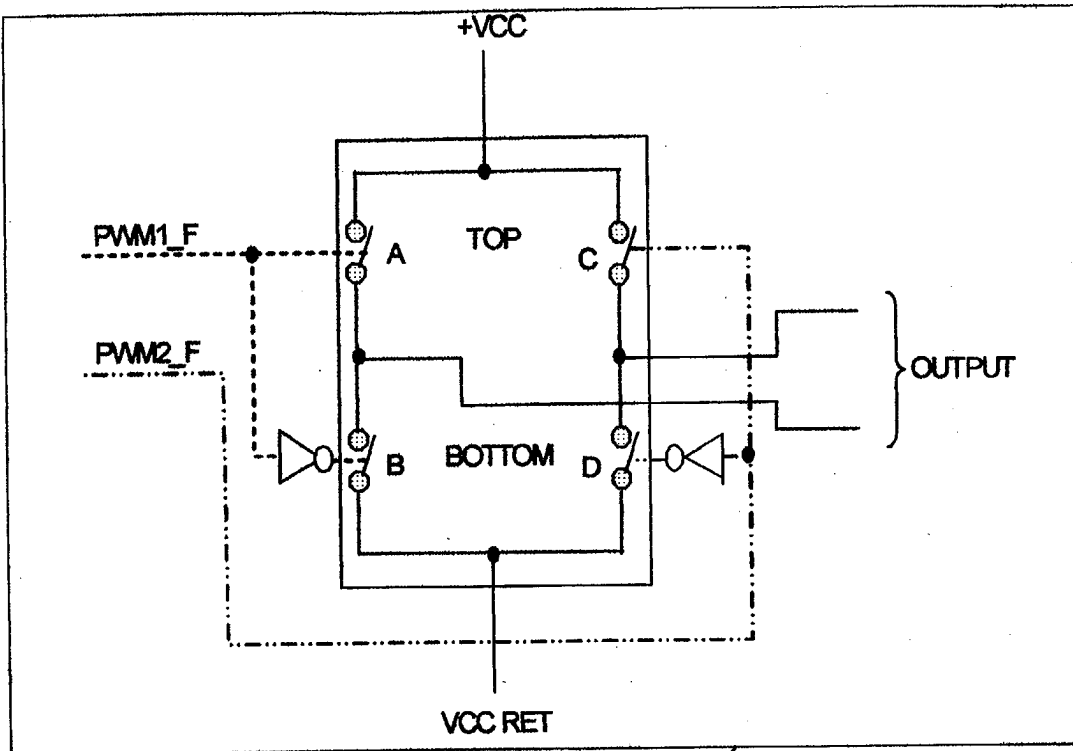 +VCC
PWM1_F
A
TOP
C
PWM2_F
OUTPUT
B
BOTTOM
D
VCC RET